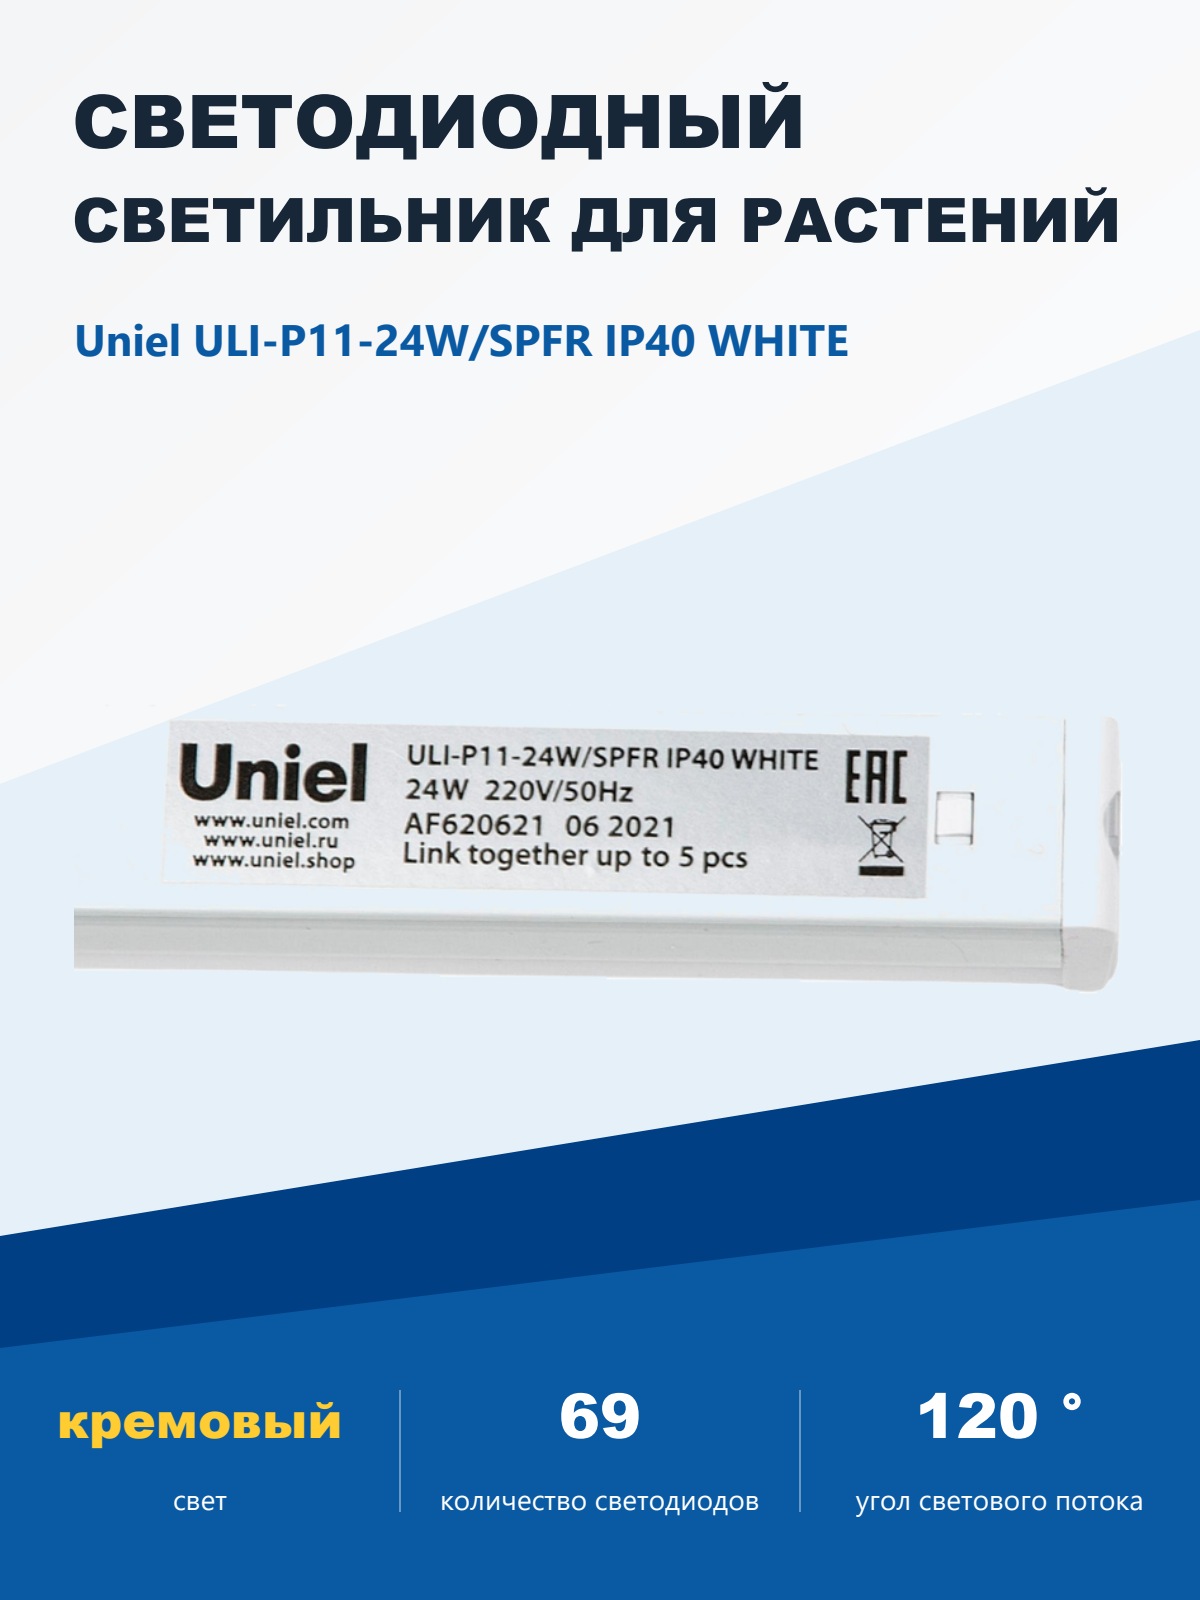 СВЕТОДИОДНЫЙ
СВЕТИЛЬНИК ДЛЯ РАСТЕНИЙ
Uniel ULI-P11-24W/SPFR IP40 WHITE
Uniel
www.uniel.com
www.uniel.ru
www.uniel.shop
ULI-P11-24W/SPFR IP40 WHITE
24W 220V/50Hz
AF620621 06 2021
Link together up to 5 pcs
EAC
кремовый
свет
69
количество светодиодов
120 °
угол светового потока